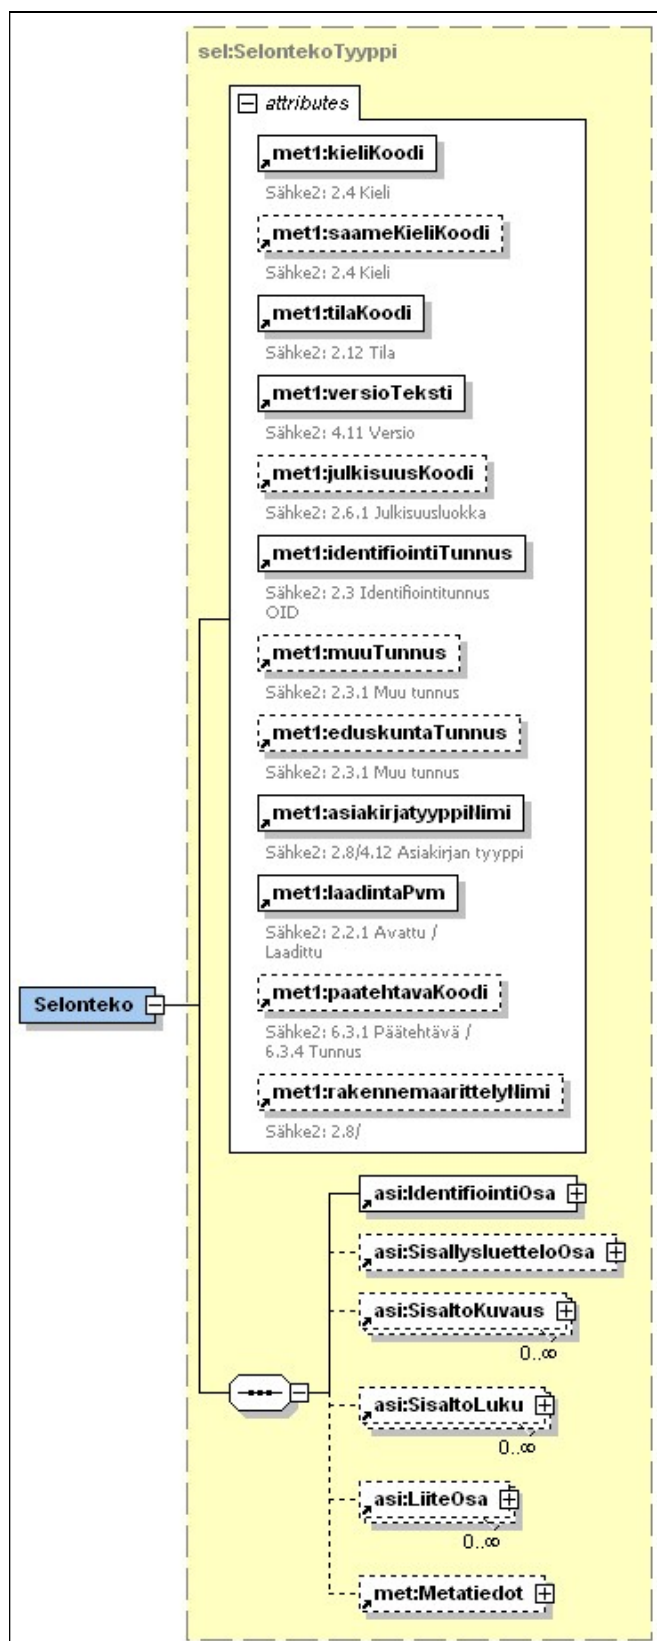 sel:SelontekoTyyppi
attributes
met1:kieliKoodi
Sähke2: 2.4 Kieli
met1:saameKieliKoodi
Sähke2: 2.4 Kieli
met1:tilaKoodi
Sähke2: 2.12 Tila
met1:versioTeksti
Sähke2: 4.11 Versio
met1:julkisuusKoodi
Sähke2: 2.6.1 Julkisuusluokka
met1:identifiointiTunnus
Sähke2: 2.3 Identifiointitunnus
OID
met1:muuTunnus
Sähke2: 2.3.1 Muu tunnus
met1:eduskuntaTunnus
Sähke2: 2.3.1 Muu tunnus
met1:asiakirjatyyppiNimi
Sähke2: 2.8/4.12 Asiakirjan tyyppi
met1:laadintaPvm
Sähke2: 2.2.1 Avattu /
Laadittu
met1:paatehtavaKoodi
Sähke2: 6.3.1 Päätehtävä /
6.3.4 Tunnus
met1:rakennemaarittelyNimi
Sähke2: 2.8/
Selonteko
asi:IdentifiointiOsa
asi:SisallysluetteloOsa
asi:SisaltoKuvaus
0..∞
asi:SisaltoLuku
0..∞
asi:LiiteOsa
0..∞
met:Metatiedot